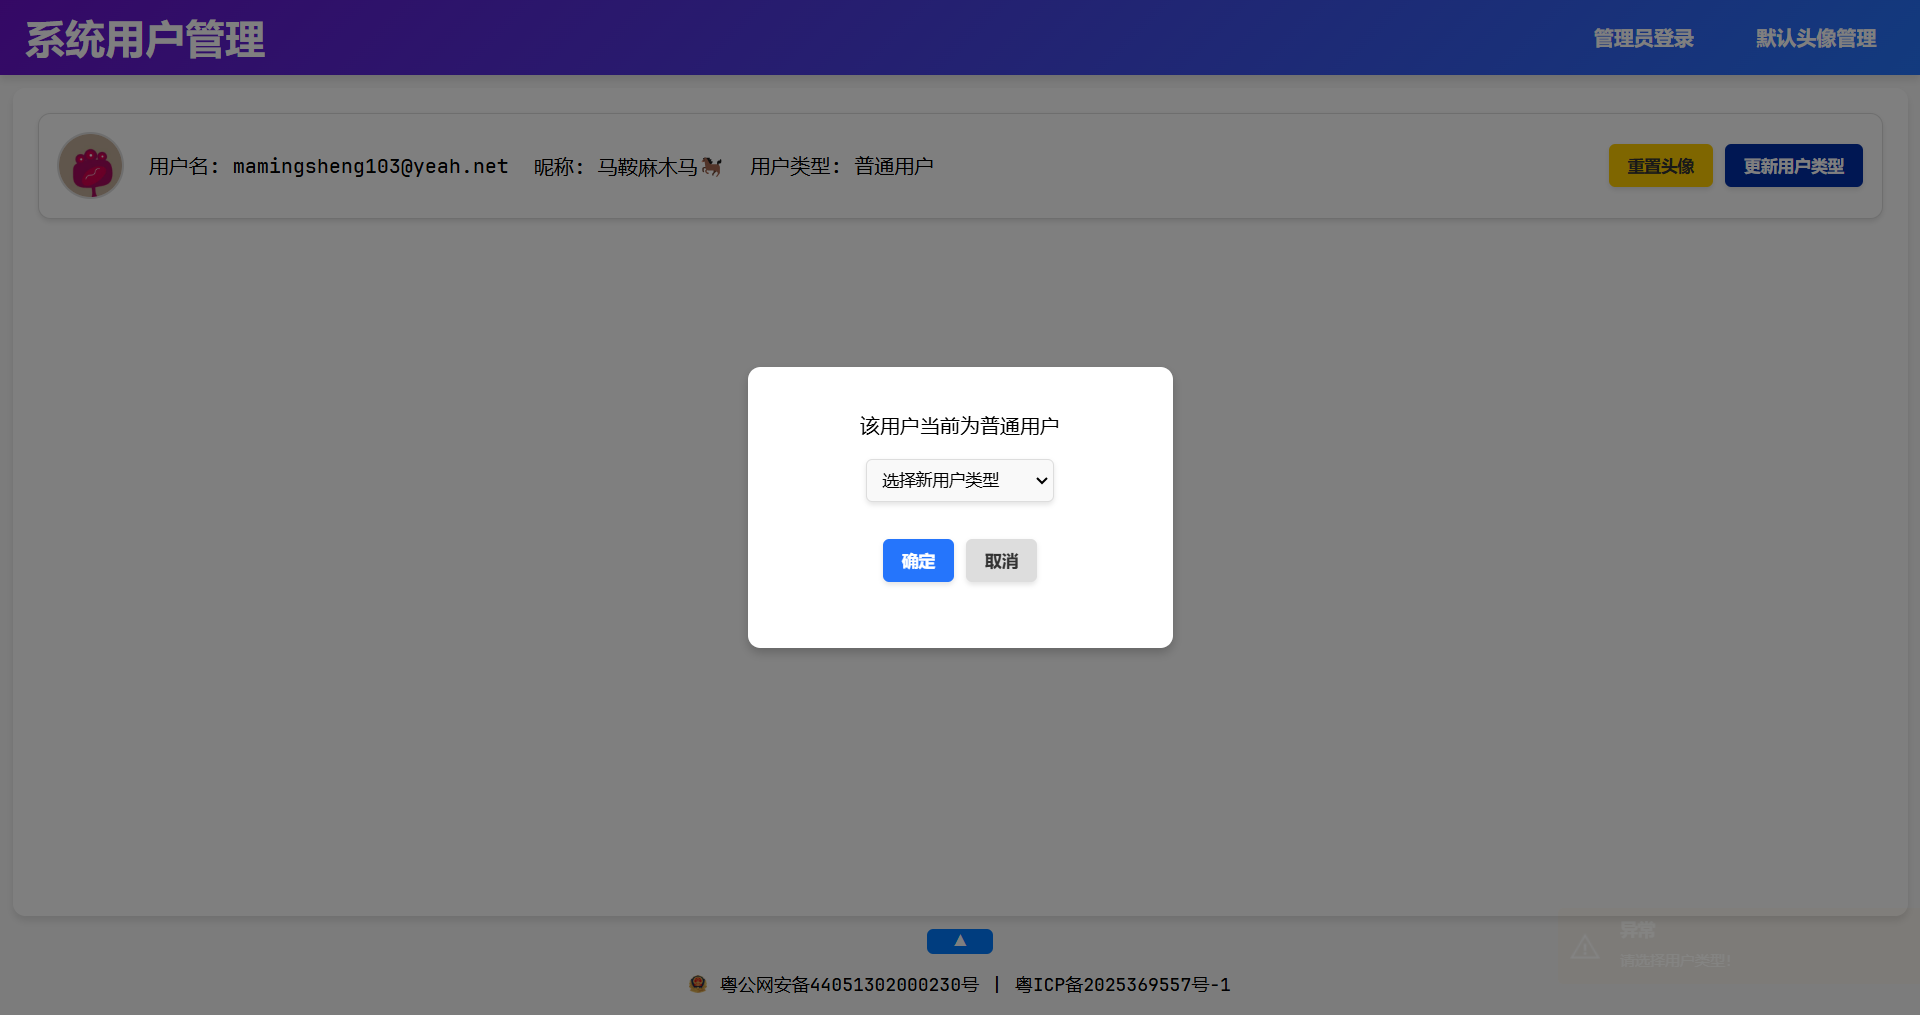 系统用户管理
管理员登录
默认头像管理
用户名: mamingsheng103@yeah.net 昵称: 马鞍麻木马🐎 用户类型: 普通用户
重置头像
更新用户类型
该用户当前为普通用户
选择新用户类型
确定
取消
▲
粤公网安备44051302000230号 | 粤ICP备2025369557号-1
异常
请选择用户类型!